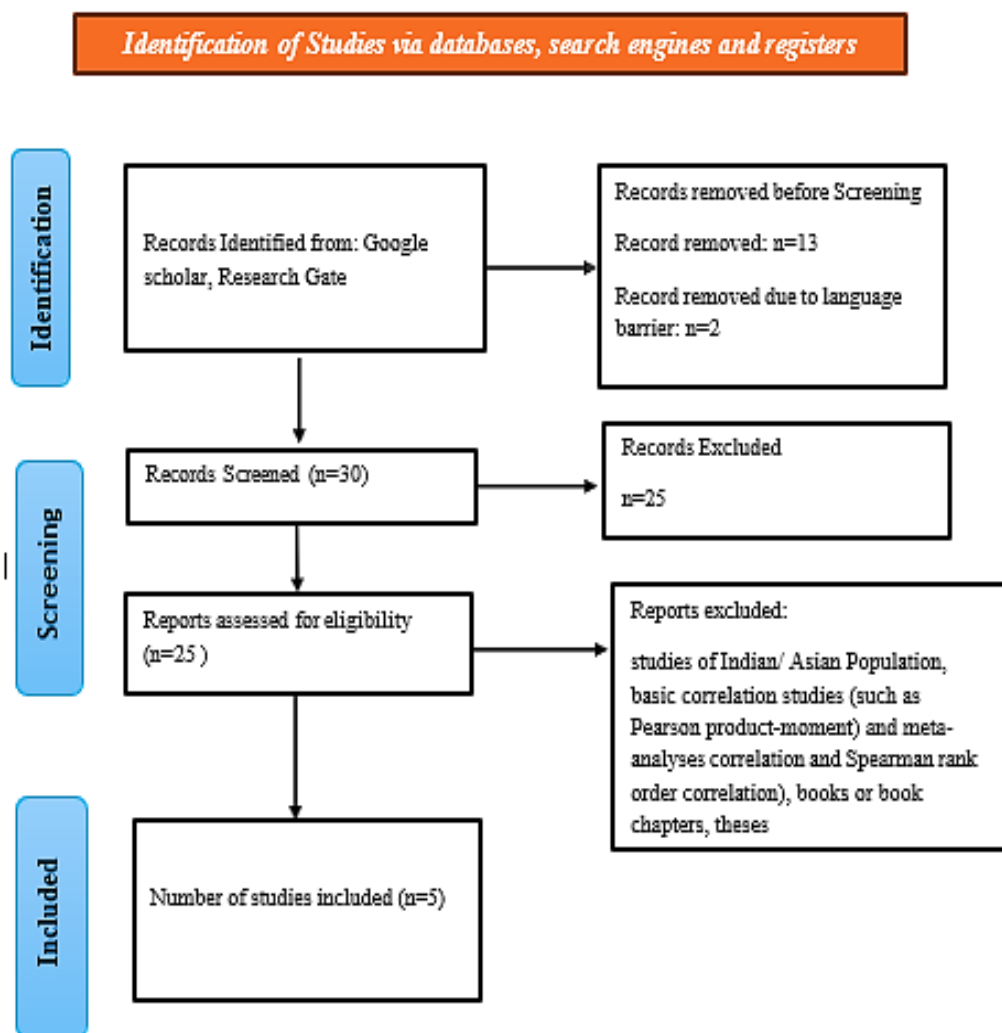 Identification of Studies via databases, search engines and registers
Identification
Records Identified from: Google
scholar, Research Gate
Records removed before Screening
Record removed: n=13
Record removed due to language
barrier: n=2
Screening
Records Screened (n=30)
Records Excluded
n=25
Reports assessed for eligibility
(n=25 )
Reports excluded:
studies of Indian/ Asian Population,
basic correlation studies (such as
Pearson product-moment) and meta-
analyses correlation and Spearman rank
order correlation), books or book
chapters, theses
Included
Number of studies included (n=5)